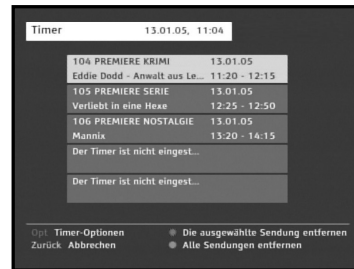 Timer 13.01.05, 11:04
104 PREMIERE KRIMI 13.01.05
Eddie Dodd - Anwalt aus Le... 11:20 - 12:15
105 PREMIERE SERIE 13.01.05
Verliebt in eine Hexe 12:25 - 12:50
106 PREMIERE NOSTALGIE 13.01.05
Mannix 13:20 - 14:15
Der Timer ist nicht eingest...
Der Timer ist nicht eingest...
Opt Timer-Optionen Die ausgewählte Sendung entfernen
Zurück Abbrechen Alle Sendungen entfernen